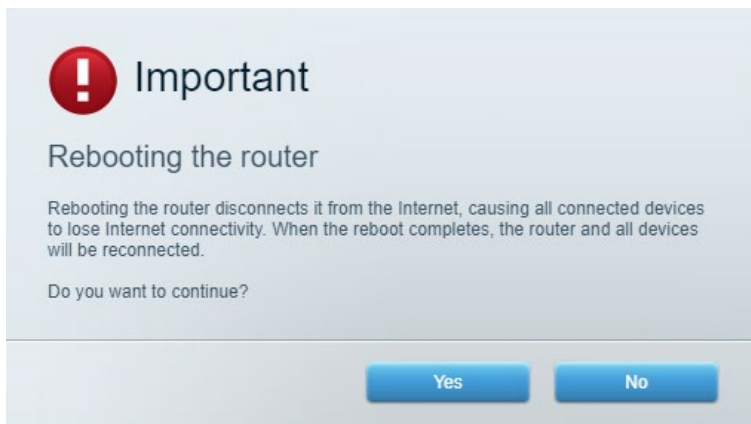 Important
Rebooting the router
Rebooting the router disconnects it from the Internet, causing all connected devices
to lose Internet connectivity. When the reboot completes, the router and all devices
will be reconnected.
Do you want to continue?
Yes
No